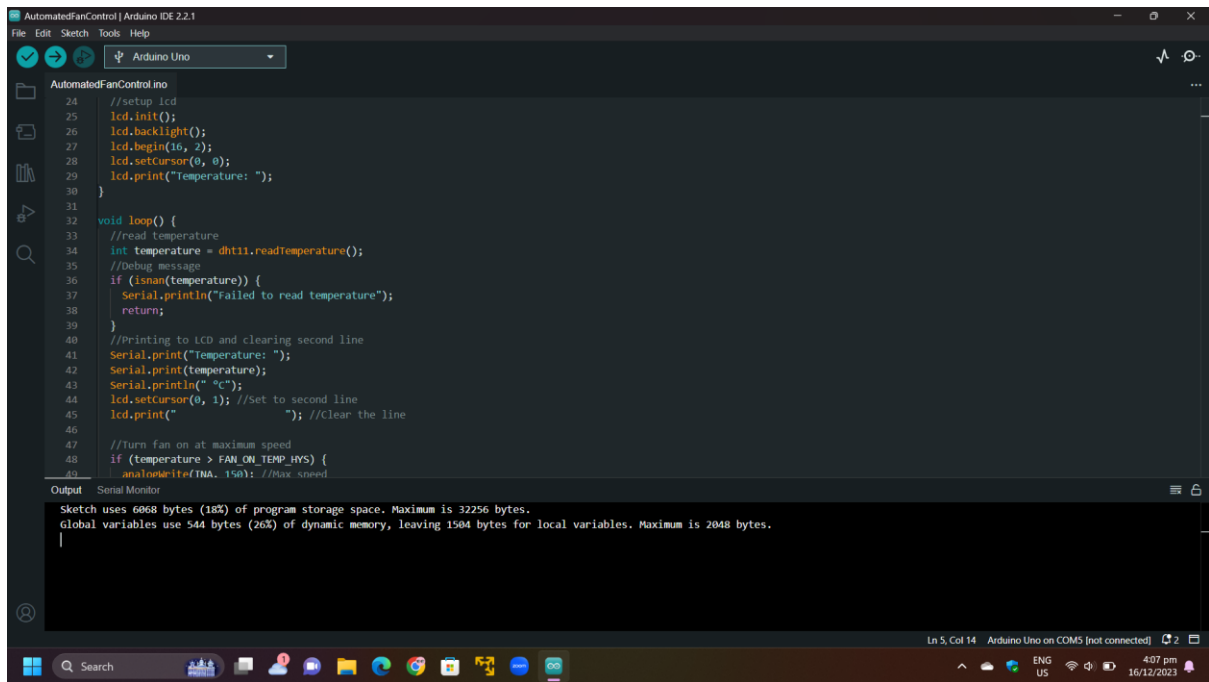 AutomatedFanControl | Arduino IDE 2.2.1
File Edit Sketch Tools Help
Arduino Uno
AutomatedFanControl.ino
24 //setup lcd
25 lcd.init();
26 lcd.backlight();
27 lcd.begin(16, 2);
28 lcd.setCursor(0, 0);
29 lcd.print("Temperature: ");
30 }
31
32 void loop() {
33 //read temperature
34 int temperature = dht11.readTemperature();
35 //Debug message
36 if (isnan(temperature)) {
37 Serial.println("Failed to read temperature");
38 return;
39 }
40 //Printing to LCD and clearing second line
41 Serial.print("Temperature: ");
42 Serial.print(temperature);
43 Serial.println(" °C");
44 lcd.setCursor(0, 1); //Set to second line
45 lcd.print("                "); //Clear the line
46
47 //Turn fan on at maximum speed
48 if (temperature > FAN_ON_TEMP_HYS) {
49 analogWrite(INA, 150); //Max speed
Output Serial Monitor
Sketch uses 6068 bytes (18%) of program storage space. Maximum is 32256 bytes.
Global variables use 544 bytes (26%) of dynamic memory, leaving 1504 bytes for local variables. Maximum is 2048 bytes.
Ln 5, Col 14 Arduino Uno on COM5 [not connected] 2
Search
zoom
ENG
US
4:07 pm
16/12/2023